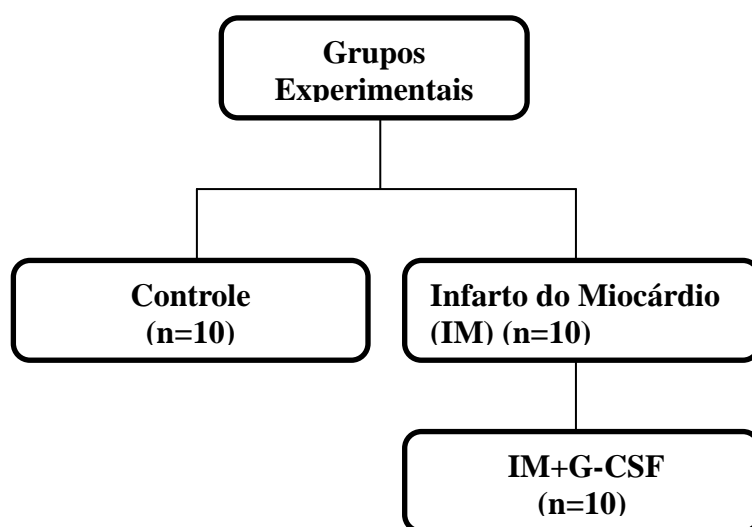 Grupos
Experimentais
Controle
(n=10)
Infarto do Miocárdio
(IM) (n=10)
IM+G-CSF
(n=10)